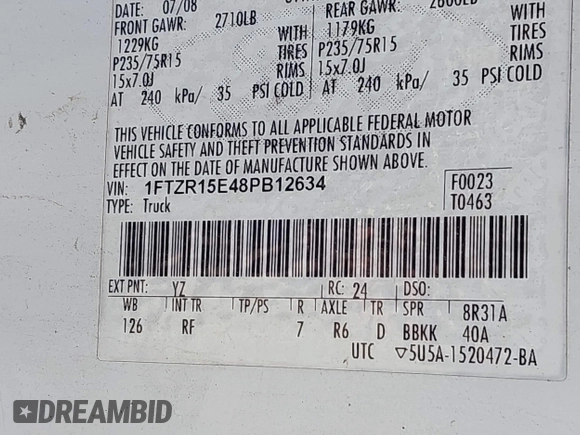 DATE: 07/08
FRONT GAWR: 2710LB
1229KG WITH
P235/75R15 TIRES
15x7.0J RIMS
AT 240 kPa/ 35 PSI COLD
REAR GAWR:
1179KG WITH
P235/75R15 TIRES
15x7.0J RIMS
AT 240 kPa/ 35 PSI COLD
THIS VEHICLE CONFORMS TO ALL APPLICABLE FEDERAL MOTOR
VEHICLE SAFETY AND THEFT PREVENTION STANDARDS IN
EFFECT ON THE DATE OF MANUFACTURE SHOWN ABOVE.
VIN: 1FTZR15E48PB12634 F0023
TYPE: Truck T0463
EXT PNT: YZ RC: 24 DSO:
WB INT TR TP/PS R AXLE TR SPR 8R31A
126 RF 7 R6 D BBKK 40A
UTC ▽5U5A-1520472-BA
DREAMBID